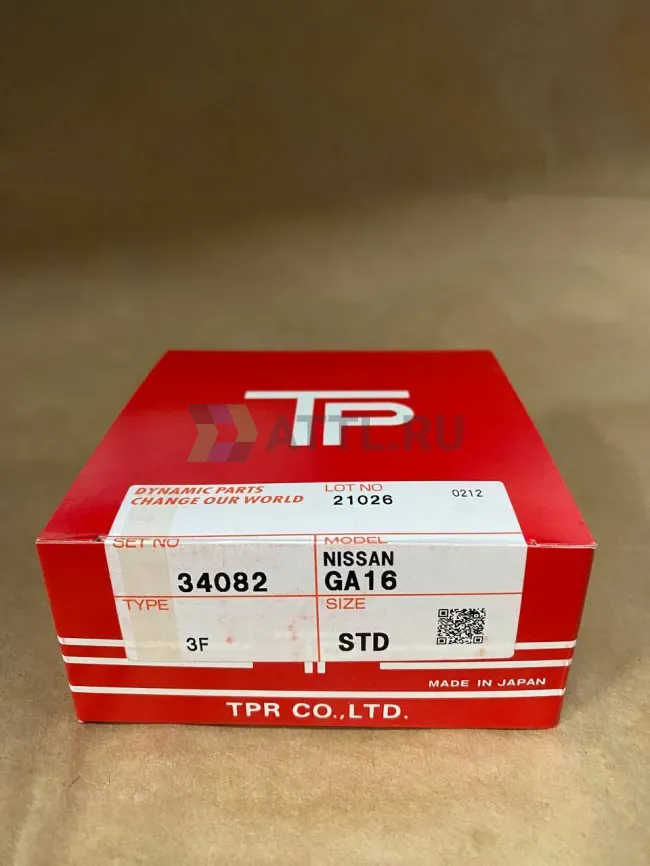 TP
ATTL.RU
DYNAMIC PARTS
CHANGE OUR WORLD
LOT NO
21026
0212
SET NO.
34082
MODEL
NISSAN
GA16
TYPE
3F
SIZE
STD
MADE IN JAPAN
TPR CO.,LTD.